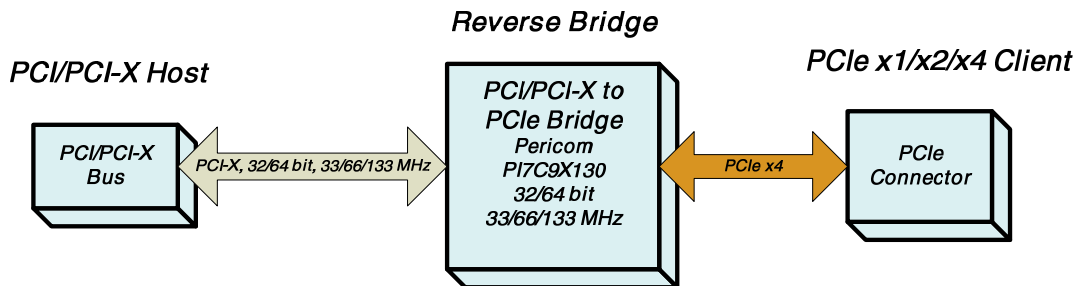 Reverse Bridge
PCI/PCI-X Host
PCIe x1/x2/x4 Client
PCI/PCI-X
Bus
PCI-X, 32/64 bit, 33/66/133 MHz
PCI/PCI-X to
PCIe Bridge
Pericom
PI7C9X130
32/64 bit
33/66/133 MHz
PCIe x4
PCIe
Connector